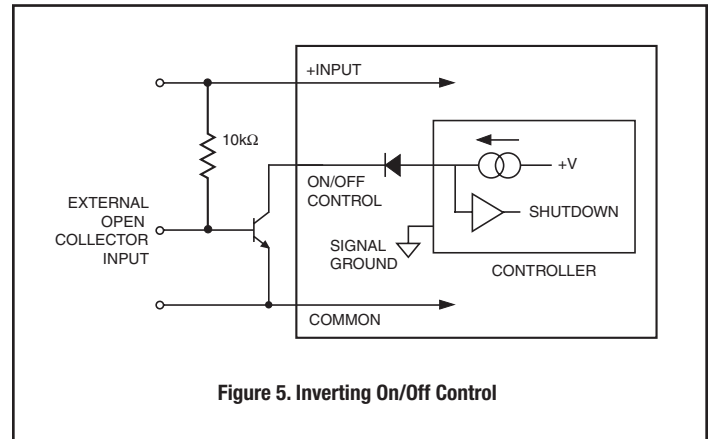 +INPUT
10kΩ
+V
ON/OFF
CONTROL
SHUTDOWN
EXTERNAL
OPEN
COLLECTOR
INPUT
SIGNAL
GROUND
CONTROLLER
COMMON
Figure 5. Inverting On/Off Control